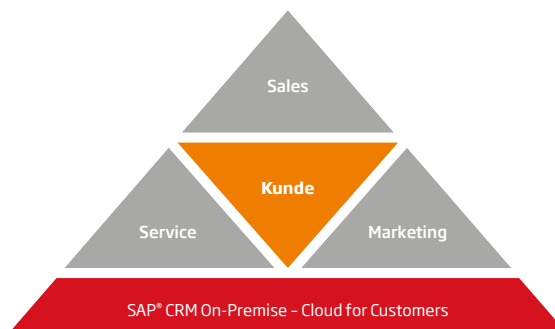 Sales
Kunde
Service
Marketing
SAP® CRM On-Premise – Cloud for Customers